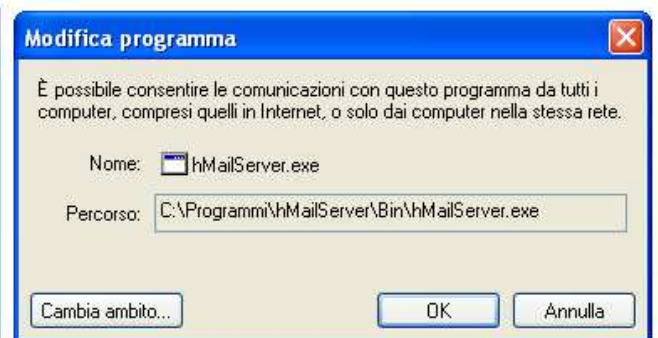 Modifica programma
È possibile consentire le comunicazioni con questo programma da tutti i
computer, compresi quelli in Internet, o solo dai computer nella stessa rete.
Nome: hMailServer.exe
Percorso: C:\Programmi\hMailServer\Bin\hMailServer.exe
Cambia ambito... OK Annulla